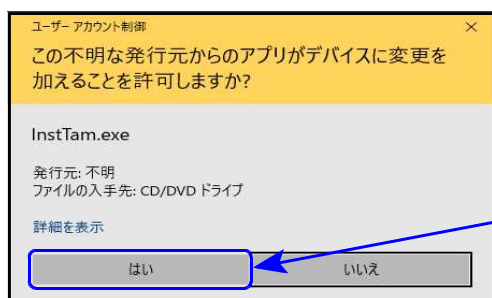 ユーザー アカウント制御
この不明な発行元からのアプリがデバイスに変更を
加えることを許可しますか?
InstTam.exe
発行元: 不明
ファイルの入手先: CD/DVD ドライブ
詳細を表示
はい
いいえ